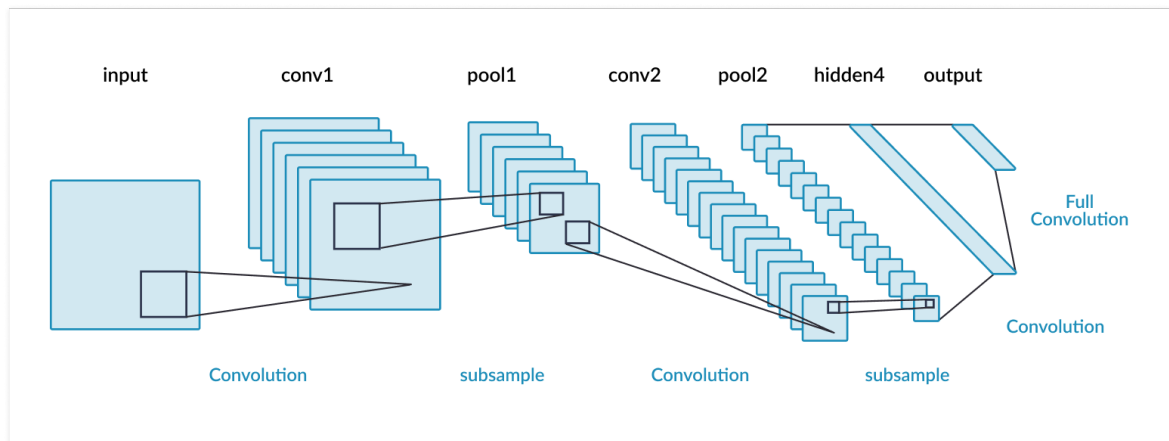 input
conv1
pool1
conv2
pool2
hidden4
output
Full
Convolution
Convolution
Convolution
subsample
Convolution
subsample